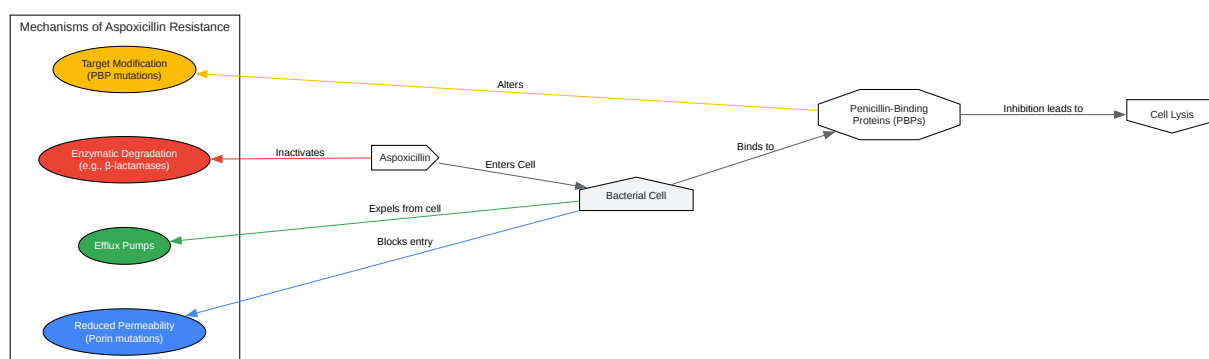 Mechanisms of Aspoxicillin Resistance
Target Modification
(PBP mutations)
Alters
Penicillin-Binding
Proteins (PBPs)
Inhibition leads to
Cell Lysis
Enzymatic Degradation
(e.g., β-lactamases)
Inactivates
Aspoxicillin
Enters Cell
Binds to
Bacterial Cell
Expels from cell
Efflux Pumps
Blocks entry
Reduced Permeability
(Porin mutations)